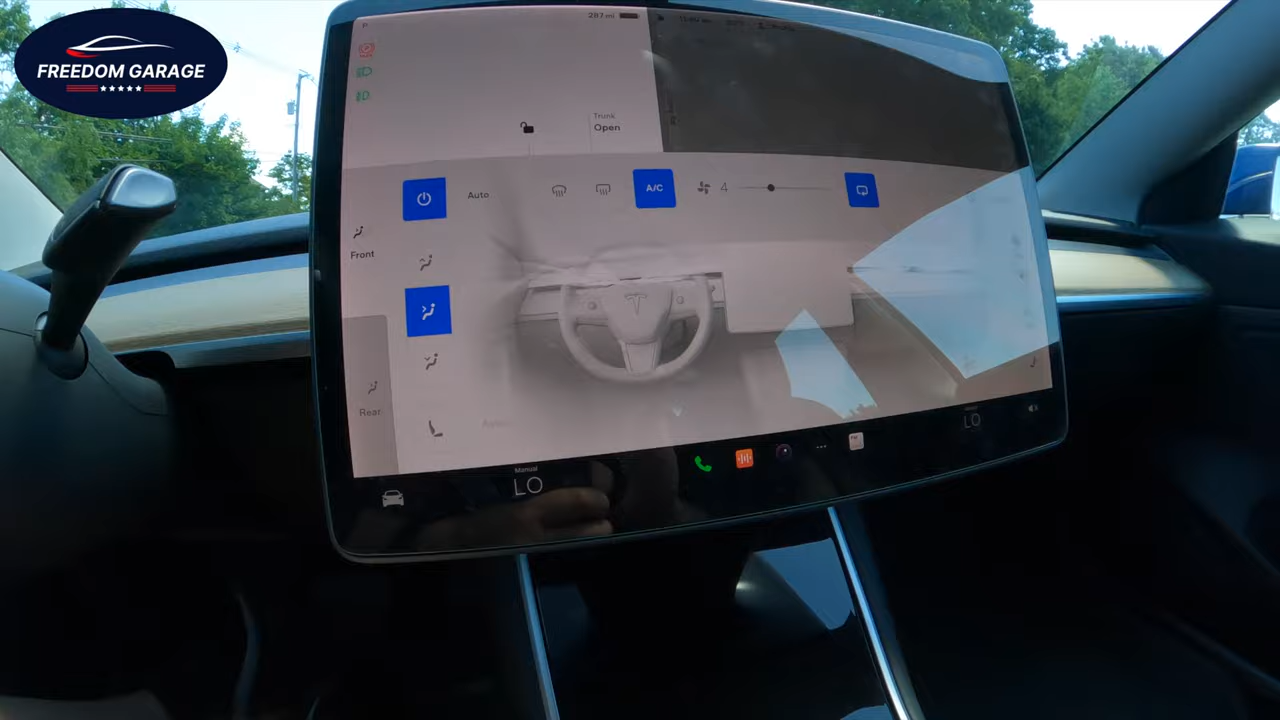 FREEDOM GARAGE
P
287 mi
Trunk
Open
Auto
A/C
4
Front
Rear
Manual
LO
LO